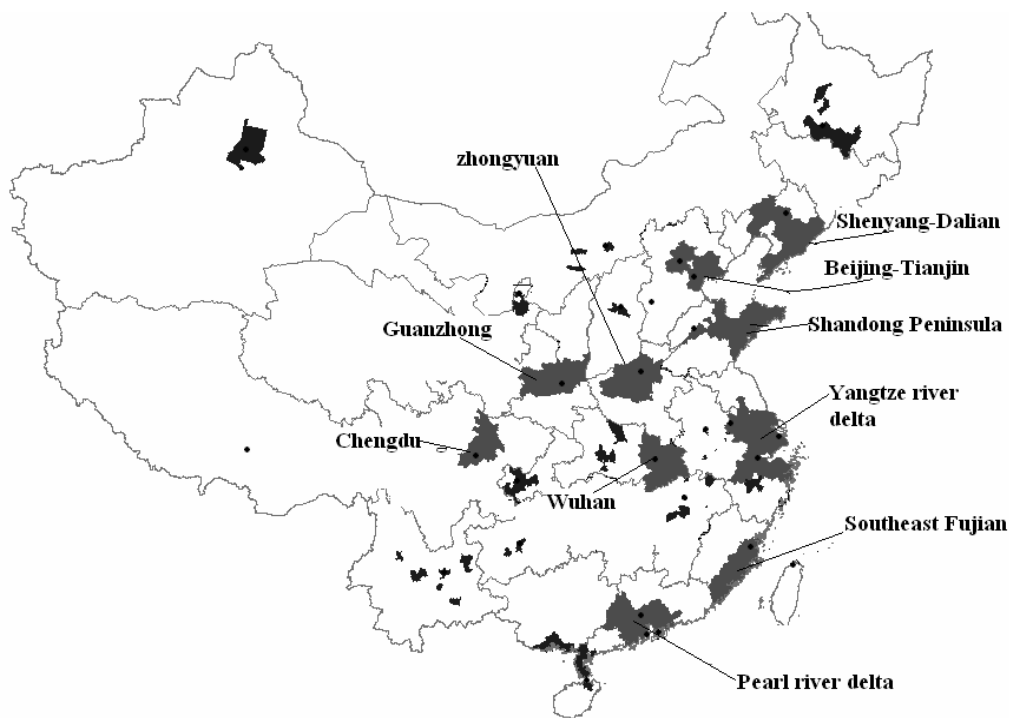 zhongyuan
Shenyang-Dalian
Beijing-Tianjin
Guanzhong
Shandong Peninsula
Yangtze river
delta
Chengdu
Wuhan
Southeast Fujian
Pearl river delta